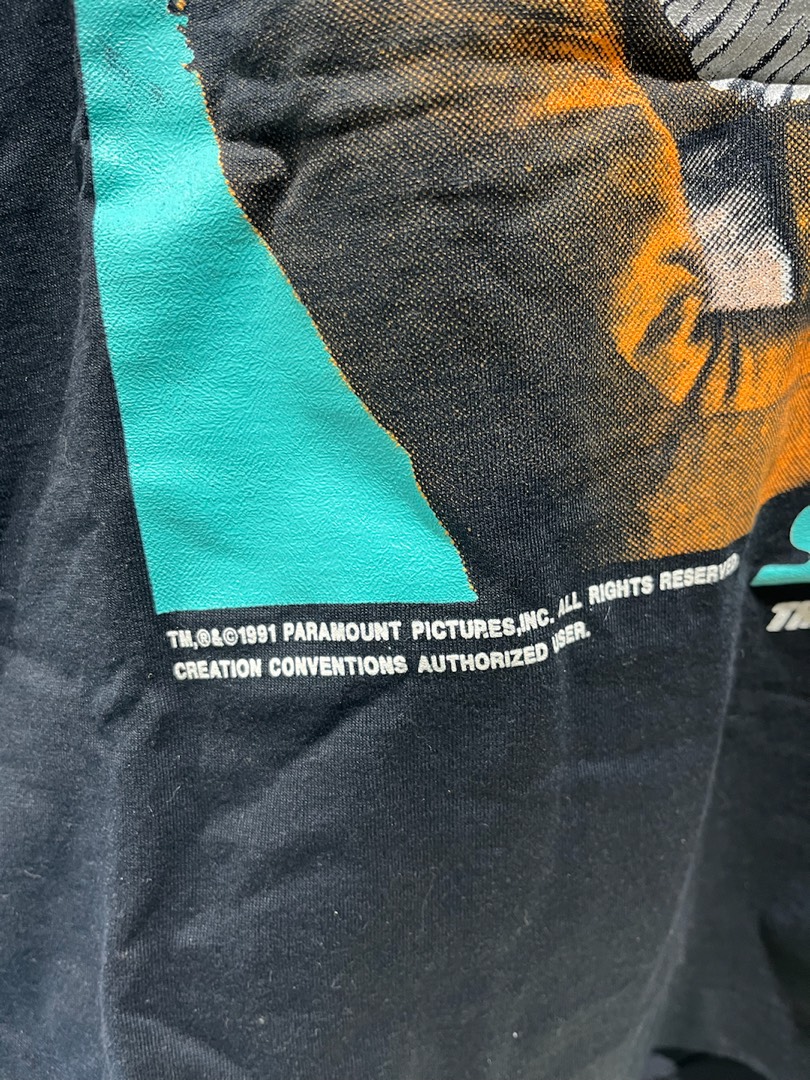 TM,®&©1991 PARAMOUNT PICTURES,INC. ALL RIGHTS RESERVED
CREATION CONVENTIONS AUTHORIZED USER.